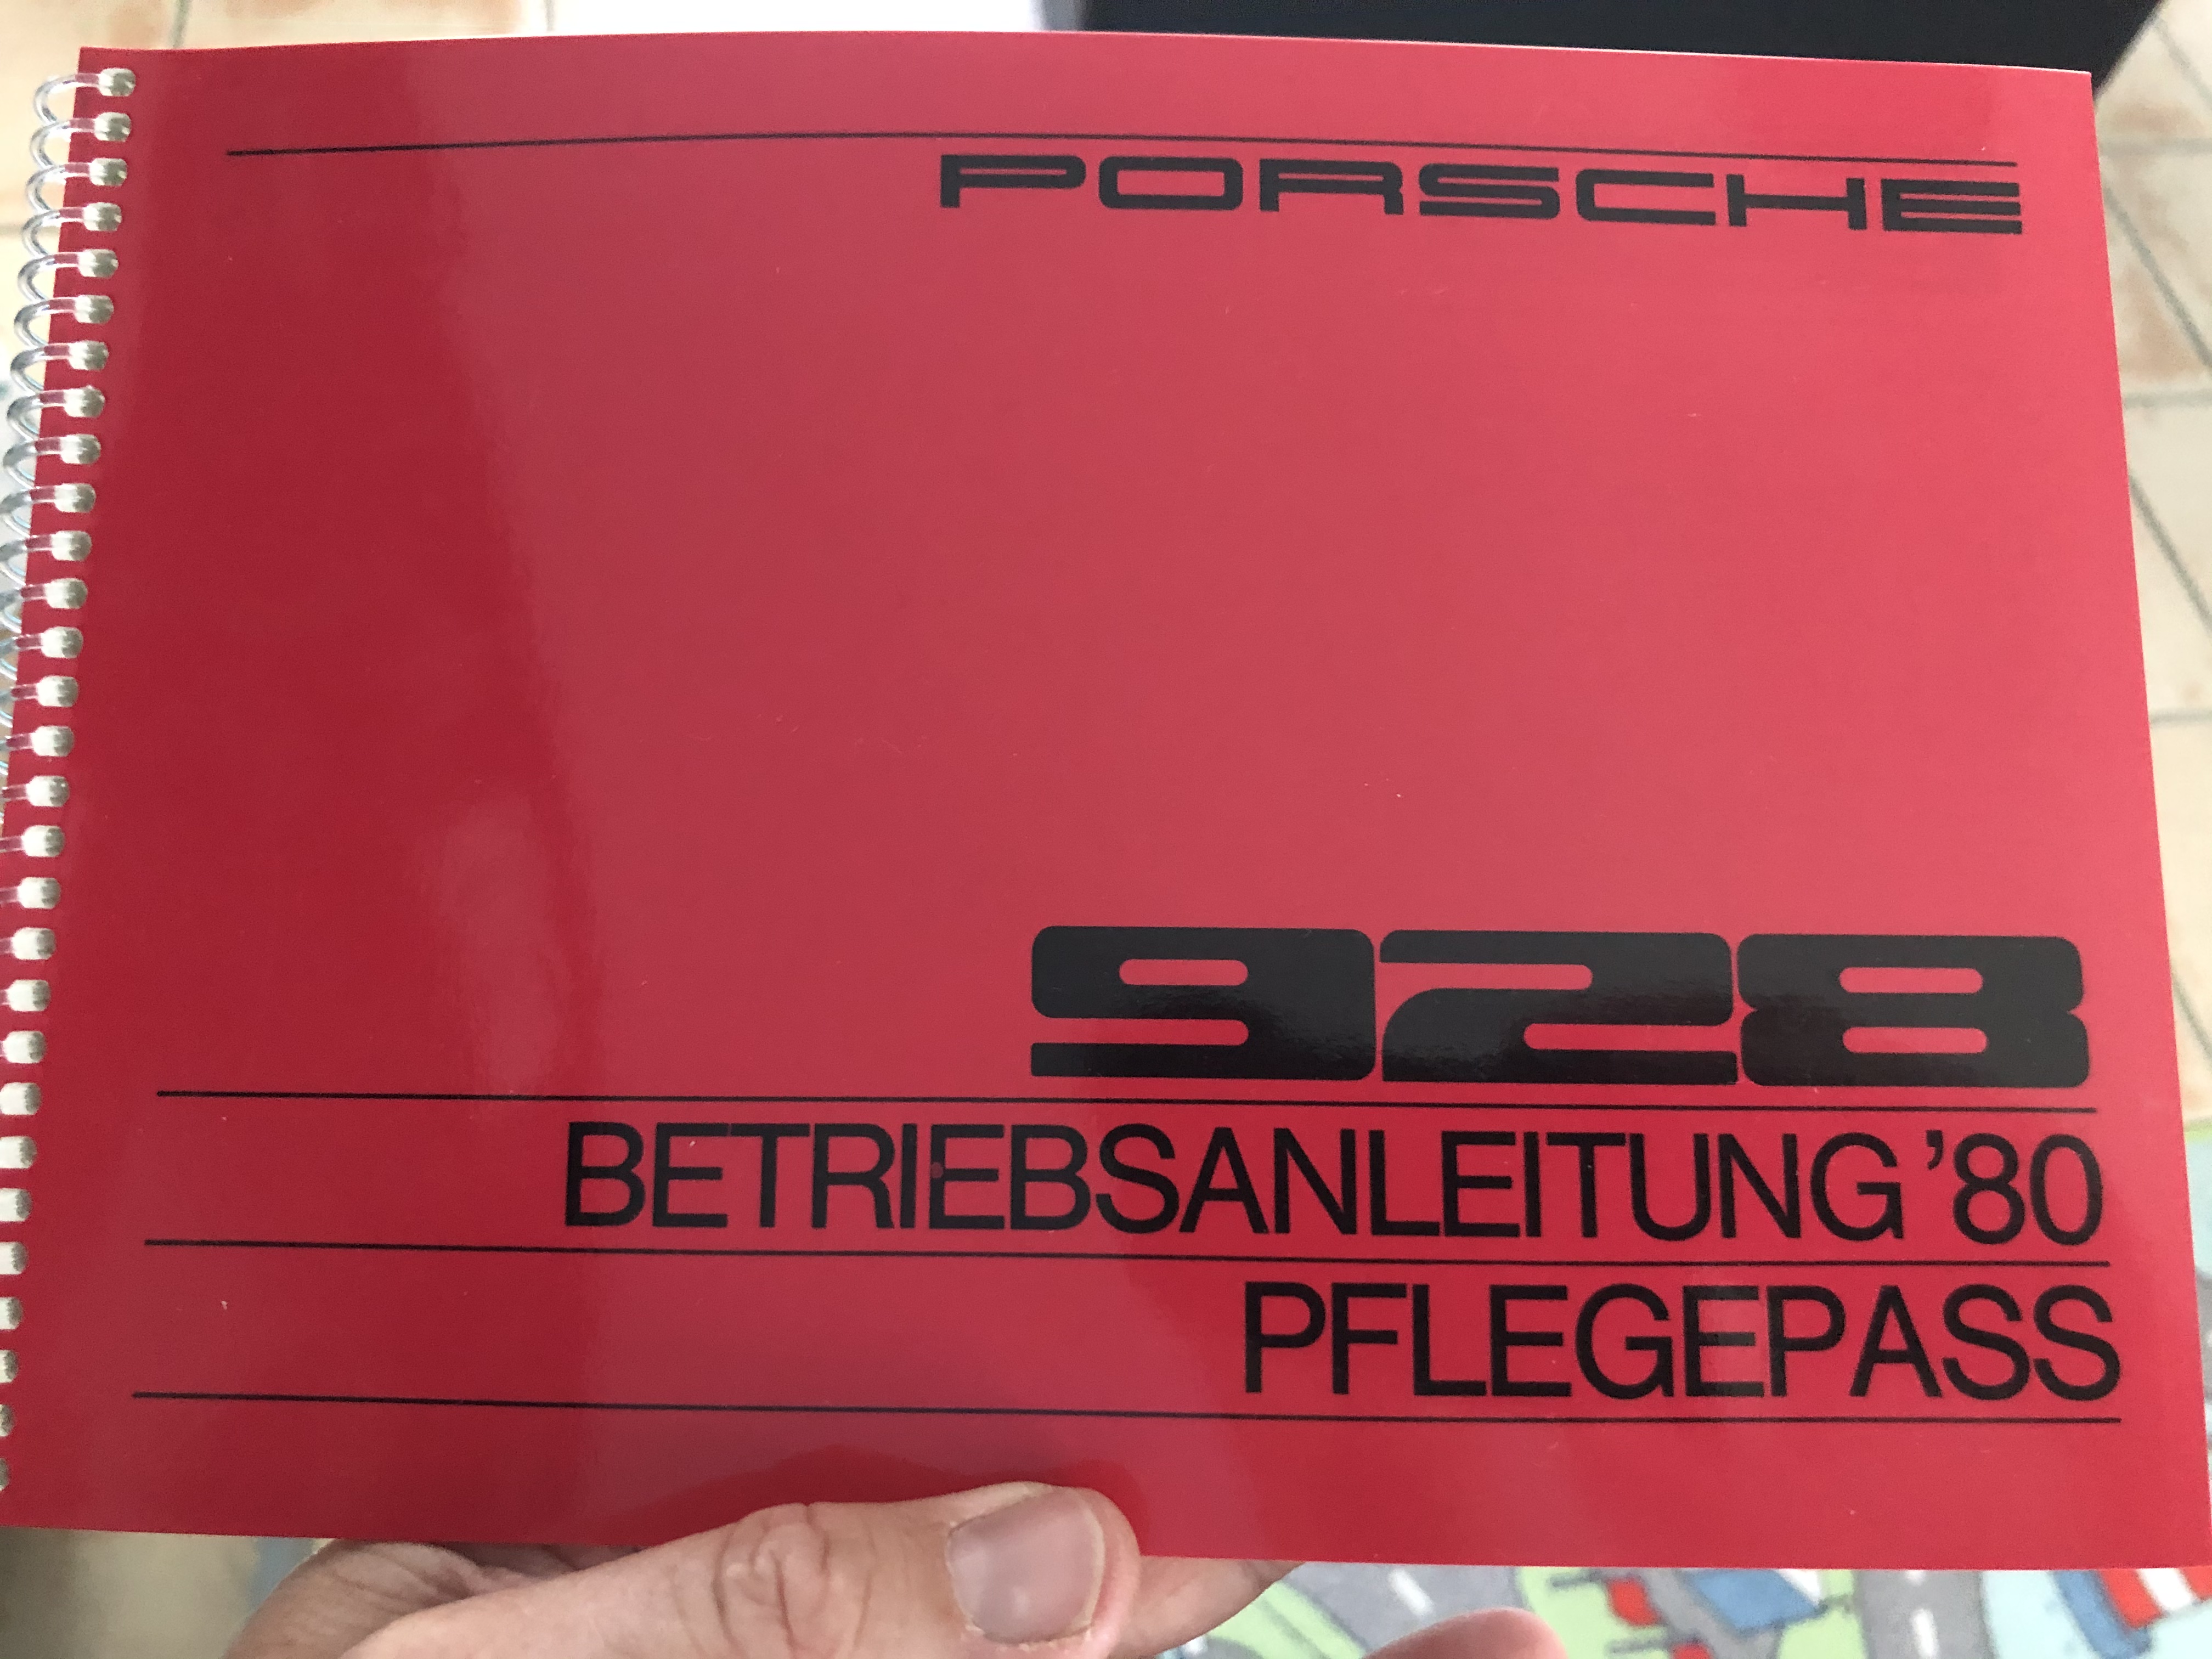 PORSCHE
928
BETRIEBSANLEITUNG '80
PFLEGEPASS